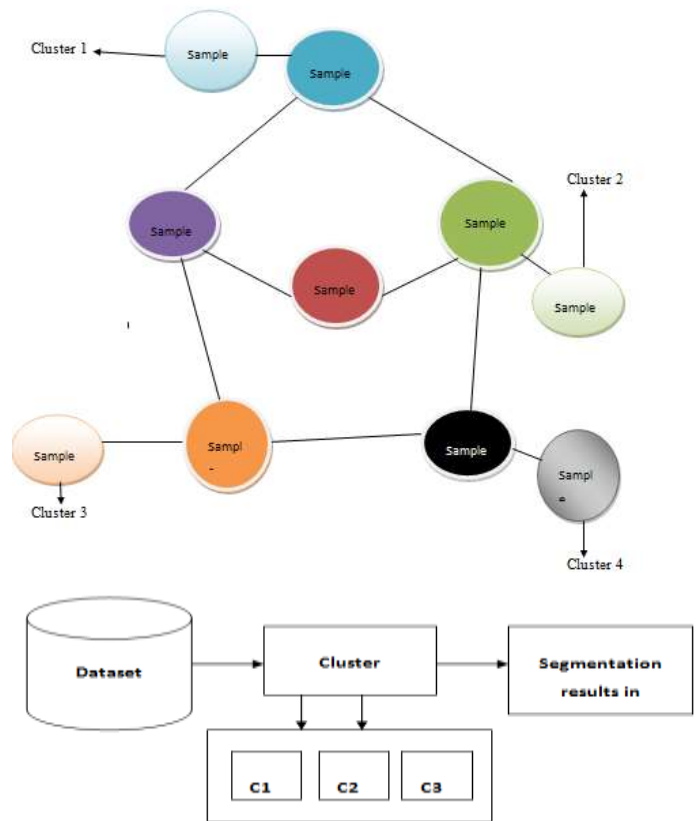 Cluster 1
Sample
Sample
Cluster 2
Sample
Sample
Sample
Sample
Sample
Sampl
Sample
Sampl
e
Cluster 3
Cluster 4
Dataset
Cluster
Segmentation
results in
C1
C2
C3